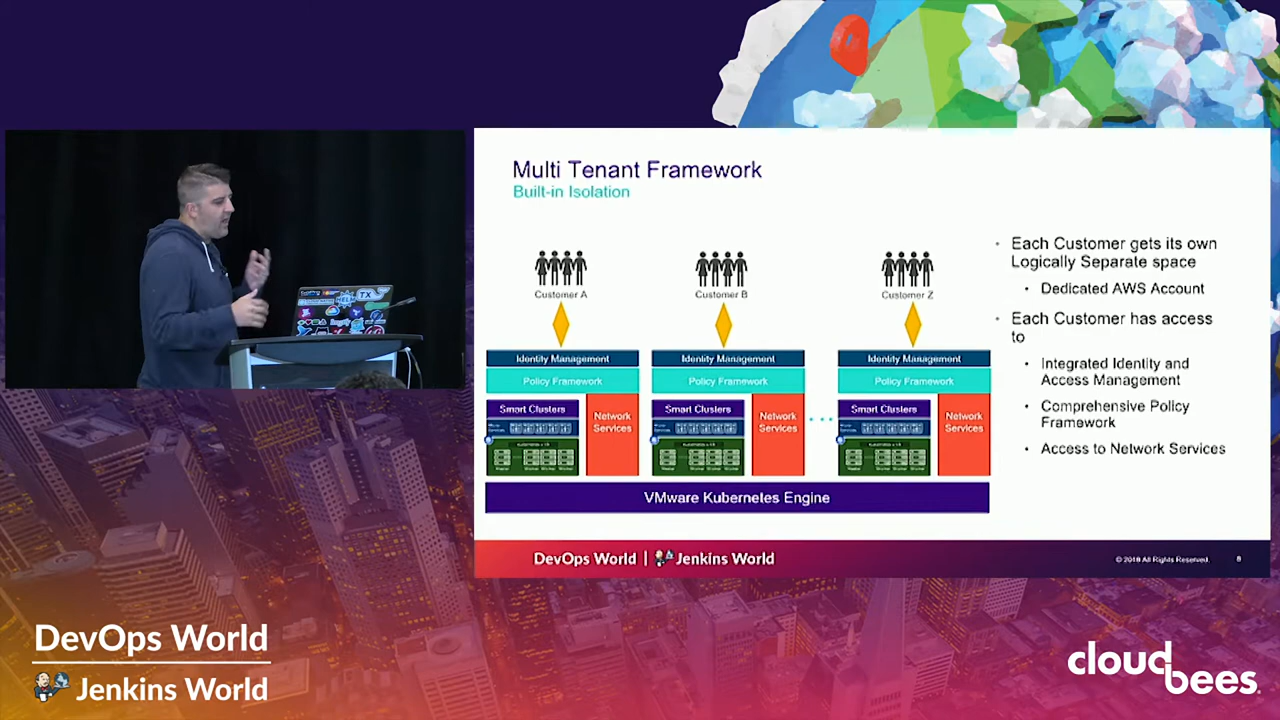 Multi Tenant Framework
Built-in Isolation
Customer A
Customer B
Customer Z
Identity Management
Identity Management
Identity Management
Policy Framework
Policy Framework
Policy Framework
Smart Clusters
Network
Services
Smart Clusters
Network
Services
Smart Clusters
Network
Services
VMware Kubernetes Engine
• Each Customer gets its own
Logically Separate space
• Dedicated AWS Account
• Each Customer has access
to
• Integrated Identity and
Access Management
• Comprehensive Policy
Framework
• Access to Network Services
DevOps World | Jenkins World
© 2018 All Rights Reserved.
8
DevOps World
Jenkins World
cloudbees®